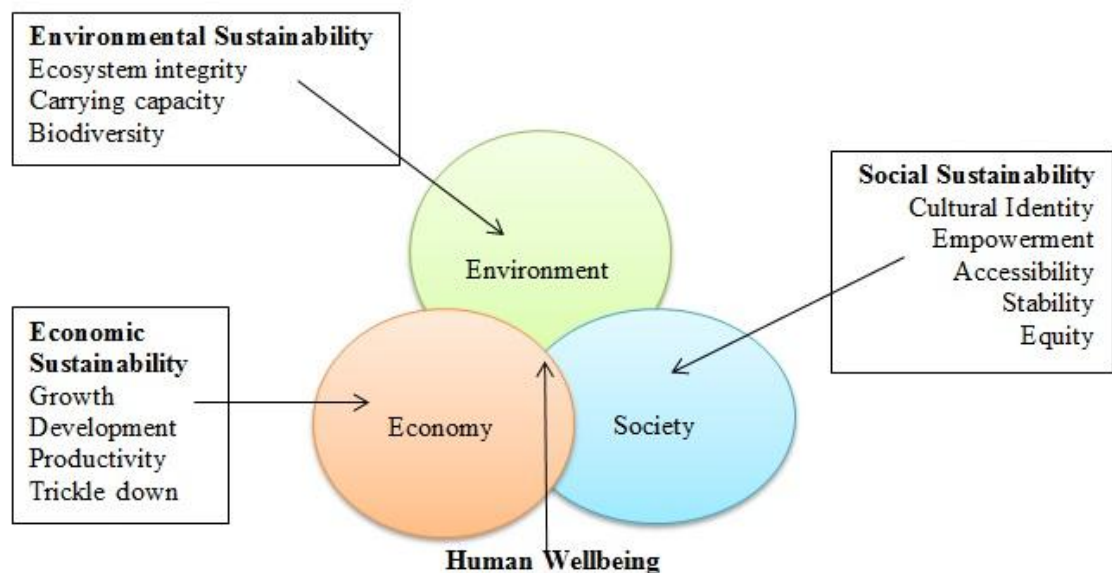 Environmental Sustainability
Ecosystem integrity
Carrying capacity
Biodiversity
Social Sustainability
Cultural Identity
Empowerment
Accessibility
Stability
Equity
Environment
Economic
Sustainability
Growth
Development
Productivity
Trickle down
Economy
Society
Human Wellbeing